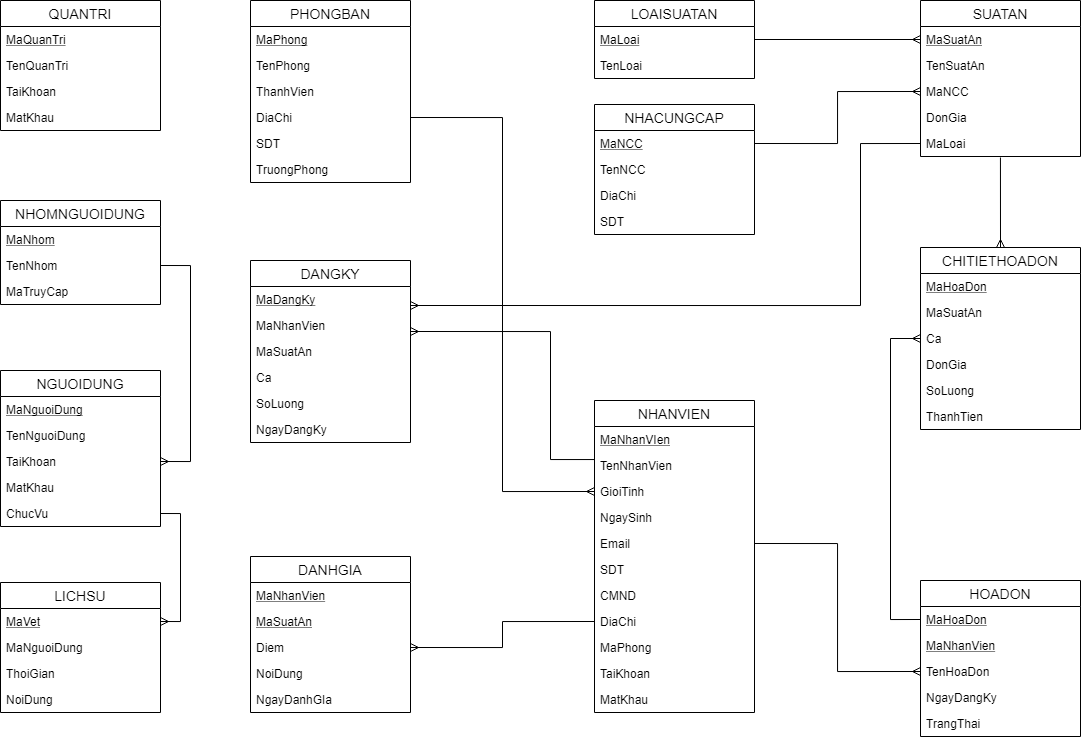 QUANTRI
MaQuanTri
TenQuanTri
TaiKhoan
MatKhau
PHONGBAN
MaPhong
TenPhong
ThanhVien
DiaChi
SDT
TruongPhong
LOAISUATAN
MaLoai
TenLoai
SUATAN
MaSuatAn
TenSuatAn
MaNCC
DonGia
MaLoai
NHACUNGCAP
MaNCC
TenNCC
DiaChi
SDT
NHOMNGUOIDUNG
MaNhom
TenNhom
MaTruyCap
DANGKY
MaDangKy
MaNhanVien
MaSuatAn
Ca
SoLuong
NgayDangKy
CHITIETHOADON
MaHoaDon
MaSuatAn
Ca
DonGia
SoLuong
ThanhTien
NGUOIDUNG
MaNguoiDung
TenNguoiDung
TaiKhoan
MatKhau
ChucVu
NHANVIEN
MaNhanVIen
TenNhanVien
GioiTinh
NgaySinh
Email
SDT
CMND
DiaChi
MaPhong
TaiKhoan
MatKhau
LICHSU
MaVet
MaNguoiDung
ThoiGian
NoiDung
DANHGIA
MaNhanVien
MaSuatAn
Diem
NoiDung
NgayDanhGIa
HOADON
MaHoaDon
MaNhanVien
TenHoaDon
NgayDangKy
TrangThai